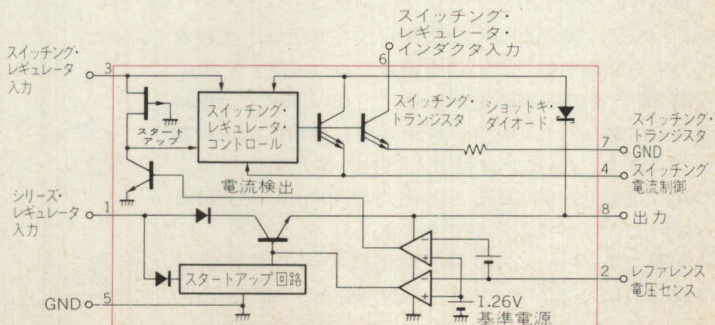 スイッチング・
レギュレータ・
インダクタ入力
6
スイッチング・
レギュレータ
入力
3
スイッチング・
レギュレータ・
コントロール
スイッチング・
トランジスタ
ショットキ・
ダイオード
スタート
アップ
スイッチング・
トランジスタ
GND
7
4
スイッチング
電流制御
電流検出
シリーズ・
レギュレータ
入力
1
8
出力
スタートアップ回路
2
レファレンス
電圧センス
GND
5
1.26V
基準電源